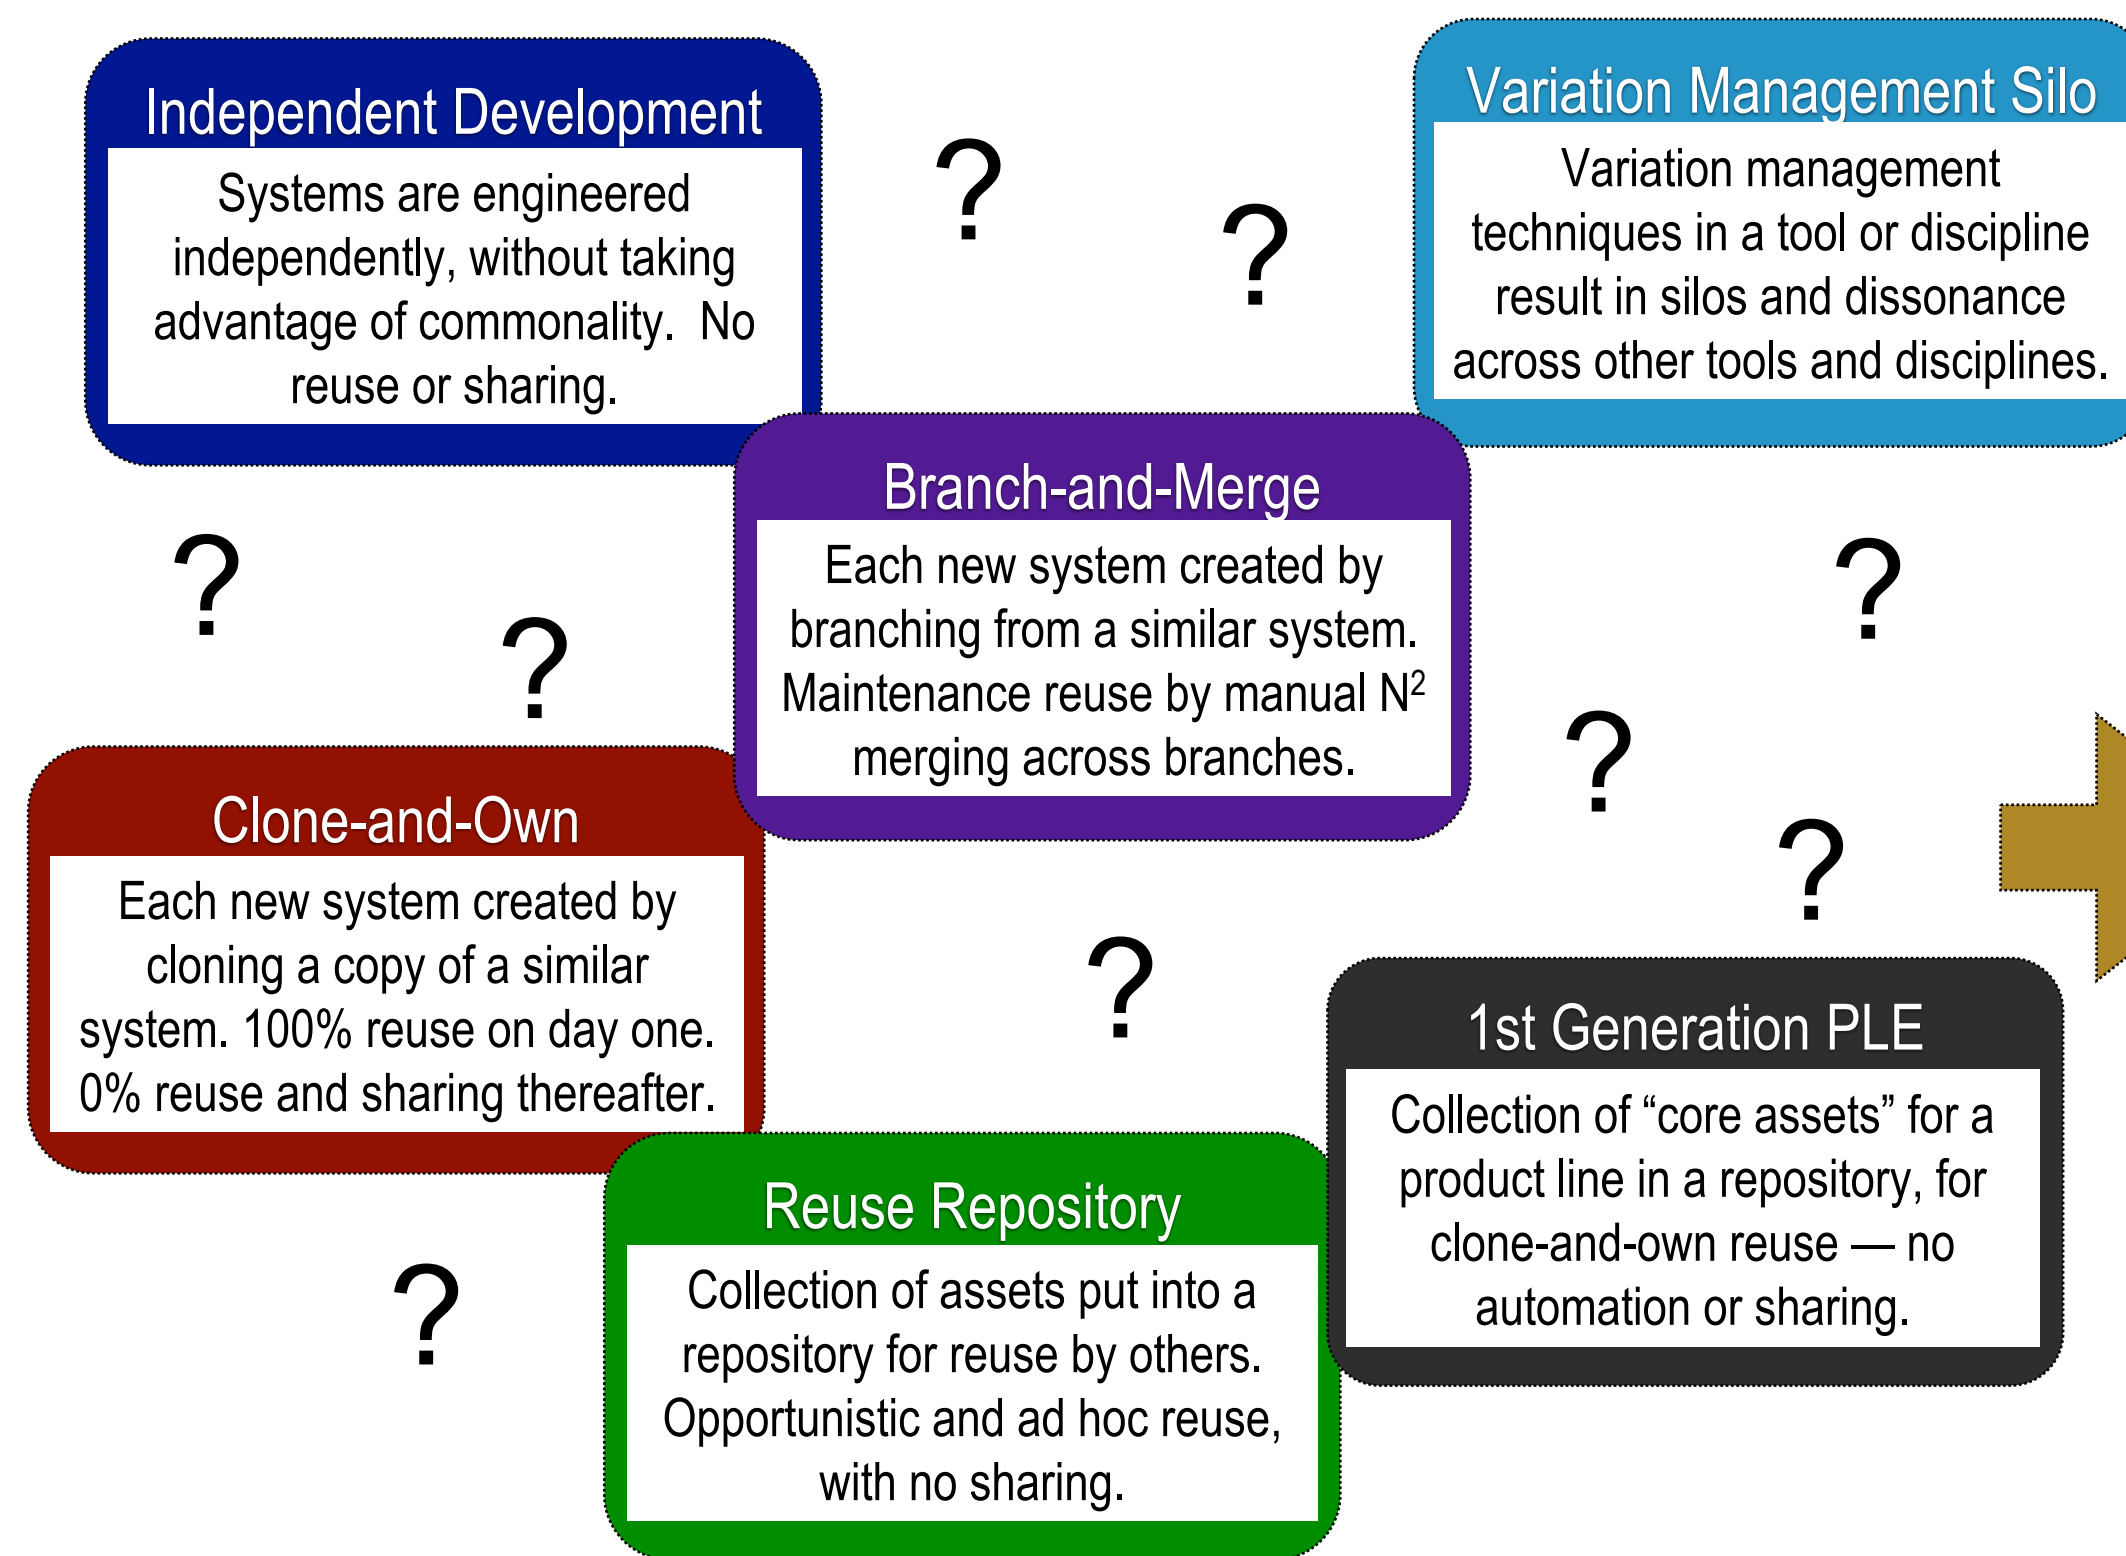 Independent Development
Systems are engineered
independently, without taking
advantage of commonality.  No
reuse or sharing.
?
?
Variation Management Silo
Variation management
techniques in a tool or discipline
result in silos and dissonance
across other tools and disciplines.
Branch-and-Merge
Each new system created by
branching from a similar system.
Maintenance reuse by manual N²
merging across branches.
?
?
?
?
?
Clone-and-Own
Each new system created by
cloning a copy of a similar
system. 100% reuse on day one.
0% reuse and sharing thereafter.
?
1st Generation PLE
Collection of “core assets” for a
product line in a repository, for
clone-and-own reuse — no
automation or sharing.
Reuse Repository
Collection of assets put into a
repository for reuse by others.
Opportunistic and ad hoc reuse,
with no sharing.
?